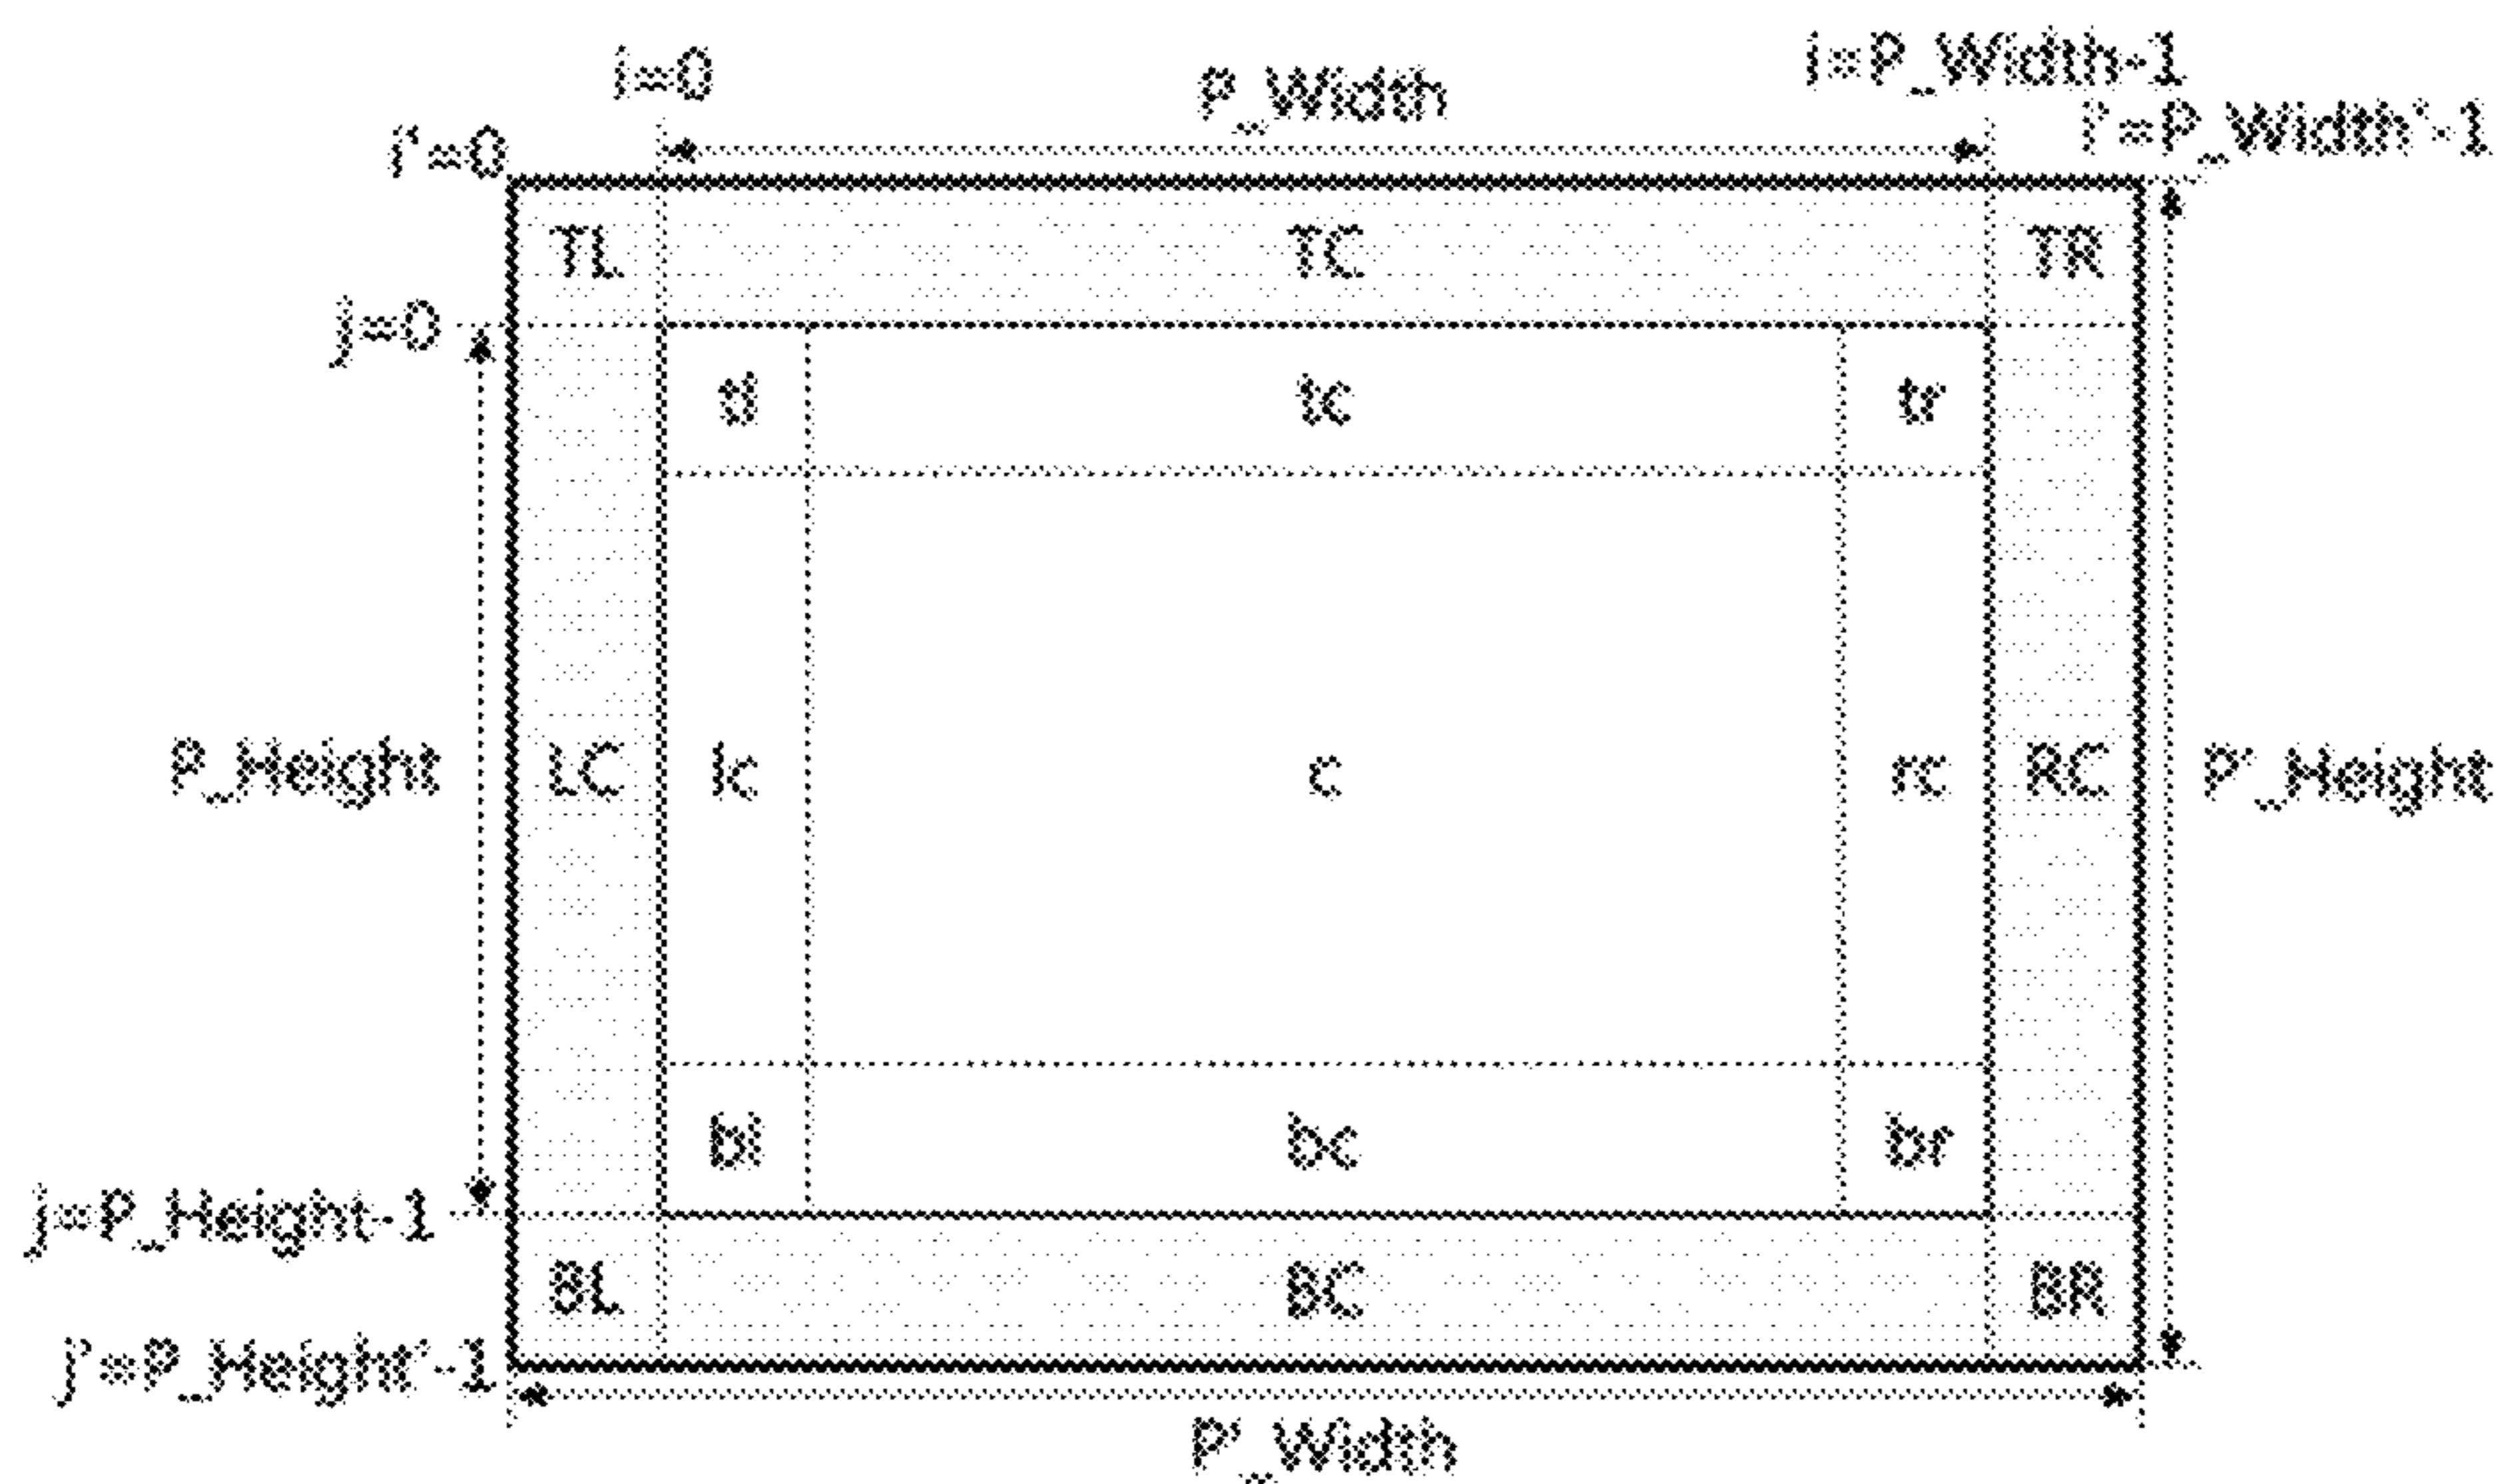 i=0
P_Width
i=P_Width-1
i'=0
i'=P_Width'-1
TL TC TR
j=0
tl tc tr
P_Height
LC lc c rc RC
P'_Height
bl bc br
j=P_Height-1
BL BC BR
j'=P_Height'-1
P'_Width